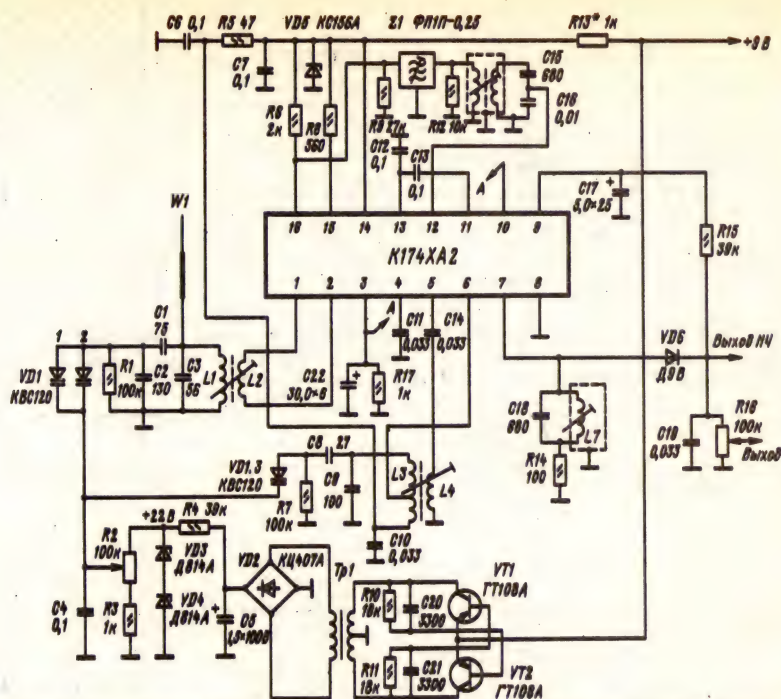 C6 0,1
R5 47
VD5 КС156А
Z1 ФП1П-0,25
R13* 1к
+9 В
C7
0,1
R6
2к
R8
560
R9 27к
R12 10к
C15
680
C16
0,01
C12
0,1
C13
0,1
A
C17 +
5,0×25
W1
16 15 14 13 12 11 10 9
К174ХА2
1 2 3 4 5 6 7 8
R15
39к
C1
75
1 2
VD1
КВС120
R1
100к
C2
130
C3
56
L1
L2
A
C11
0,033
C14
0,033
C22
30,0×6
+
R17
1к
VD6
Д9В
Выход НЧ
C18
680
L7
R14
100
C19
0,033
R16
100к
Выход
C8 27
VD1.3
КВС120
R7
100к
C9
100
L3
L4
C10
0,033
+22 В
R4 39к
R2
100к
VD3
Д814А
VD2 КЦ407А
Тр1
VD4
Д814А
+
C5
R3
1к
C4
0,1
R10
18к
C20
3300
VT1
ГТ108А
R11
18к
C21
3300
VT2
ГТ108А